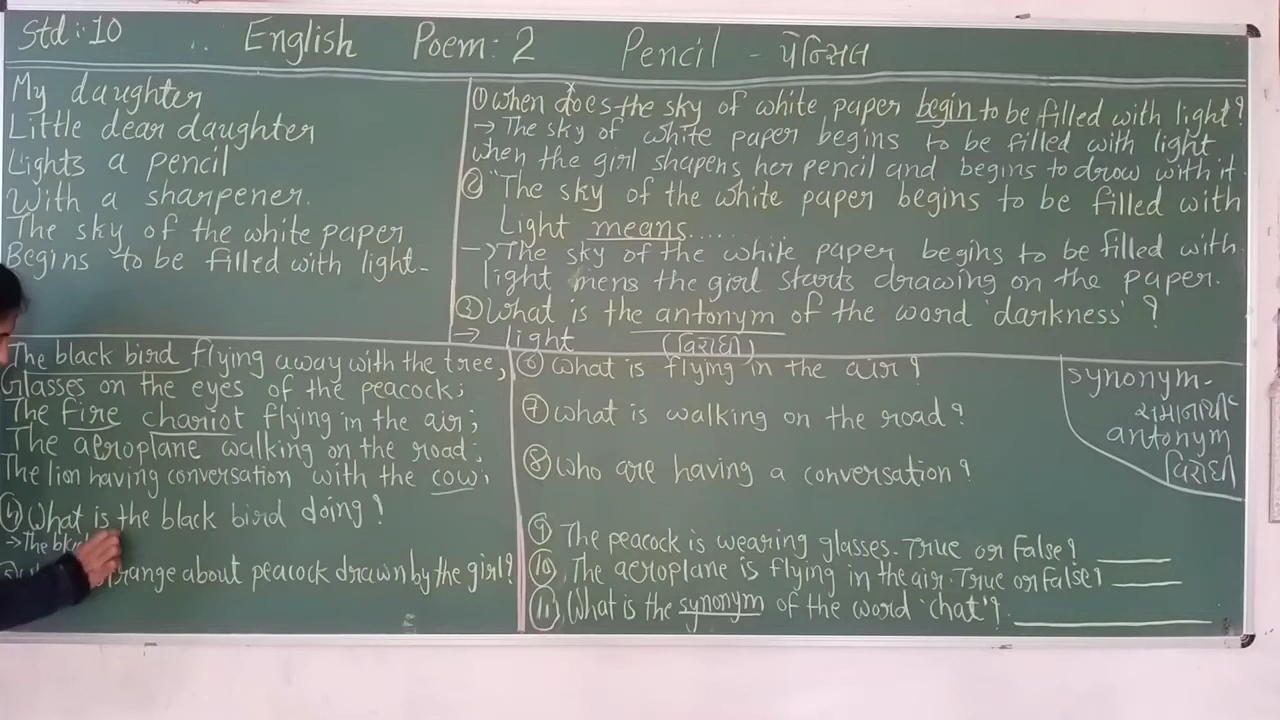 Std : 10 .. English Poem : 2 Pencil - પેન્સિલ
My daughter
Little dear daughter
Lights a pencil
With a sharpener.
The sky of the white paper
Begins to be filled with light-
① When does the sky of white paper begin to be filled with light?
→ The sky of white paper begins to be filled with light
when the girl shapens her pencil and begins to drow with it.
② "The sky of the white paper begins to be filled with
Light means........
→ The sky of the white paper begins to be filled with
light mens the girl starts drawing on the paper.
③ What is the antonym of the word 'darkness' ?
→ light (વિરોધી)
The black bird flying away with the tree,
Glasses on the eyes of the peacock;
The fire chariot flying in the air;
The aeroplane walking on the road;
The lion having conversation with the cow;
④ What is the black bird doing?
→ The
about peacock drawn by the girl?
⑥ What is flying in the air?
⑦ what is walking on the road?
⑧ Who are having a conversation?
⑨ The peacock is wearing glasses. True or False? ____
⑩ The aeroplane is flying in the air. True or false? ____
⑪ What is the synonym of the word 'chat'? ____
synonym-
સમાનાર્થી
antonym
વિરોધી